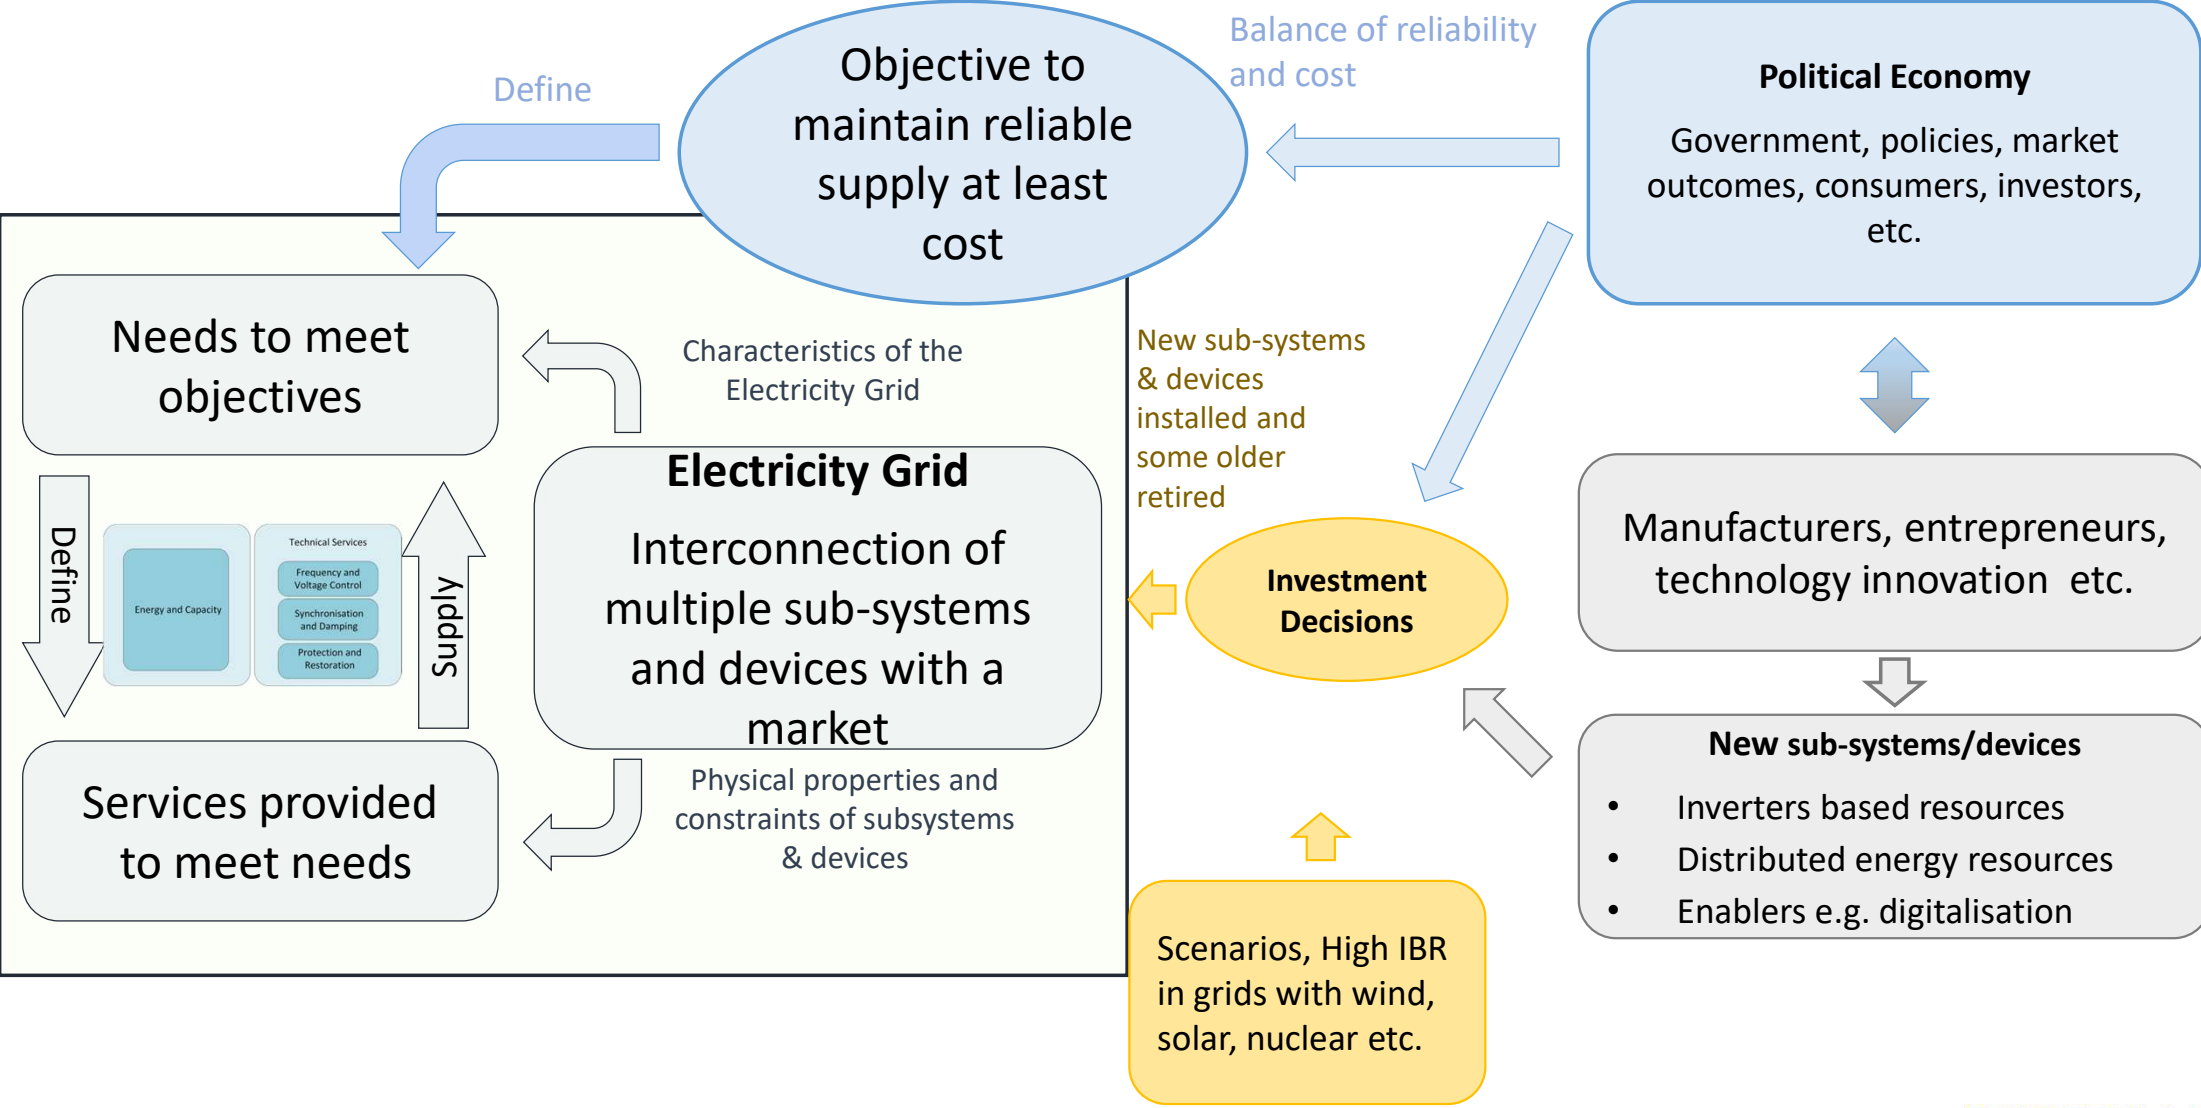 Define
Objective to
maintain reliable
supply at least
cost
Balance of reliability
and cost
Political Economy
Government, policies, market
outcomes, consumers, investors,
etc.
Needs to meet
objectives
Characteristics of the
Electricity Grid
New sub-systems
& devices
installed and
some older
retired
Define
Energy and Capacity
Technical Services
Frequency and
Voltage Control
Synchronisation
and Damping
Protection and
Restoration
Supply
Electricity Grid
Interconnection of
multiple sub-systems
and devices with a
market
Investment
Decisions
Manufacturers, entrepreneurs,
technology innovation etc.
Services provided
to meet needs
Physical properties and
constraints of subsystems
& devices
New sub-systems/devices
• Inverters based resources
• Distributed energy resources
• Enablers e.g. digitalisation
Scenarios, High IBR
in grids with wind,
solar, nuclear etc.